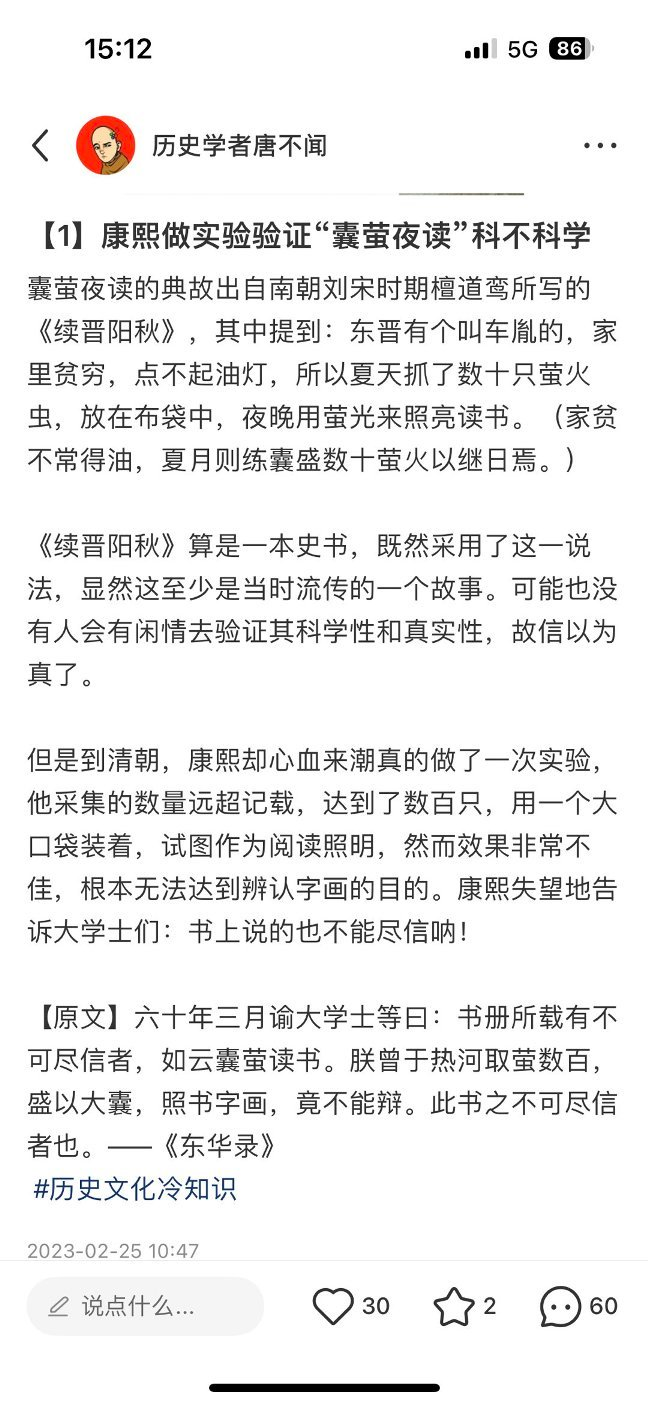 15:12
5G 86
历史学者唐不闻
【1】康熙做实验验证“囊萤夜读”科不科学
囊萤夜读的典故出自南朝刘宋时期檀道鸾所写的
《续晋阳秋》，其中提到：东晋有个叫车胤的，家
里贫穷，点不起油灯，所以夏天抓了数十只萤火
虫，放在布袋中，夜晚用萤光来照亮读书。（家贫
不常得油，夏月则练囊盛数十萤火以继日焉。）
《续晋阳秋》算是一本史书，既然采用了这一说
法，显然这至少是当时流传的一个故事。可能也没
有人会有闲情去验证其科学性和真实性，故信以为
真了。
但是到清朝，康熙却心血来潮真的做了一次实验，
他采集的数量远超记载，达到了数百只，用一个大
口袋装着，试图作为阅读照明，然而效果非常不
佳，根本无法达到辨认字画的目的。康熙失望地告
诉大学士们：书上说的也不能尽信呐！
【原文】六十年三月谕大学士等曰：书册所载有不
可尽信者，如云囊萤读书。朕曾于热河取萤数百，
盛以大囊，照书字画，竟不能辩。此书之不可尽信
者也。——《东华录》
#历史文化冷知识
2023-02-25 10:47
说点什么...
30
2
60